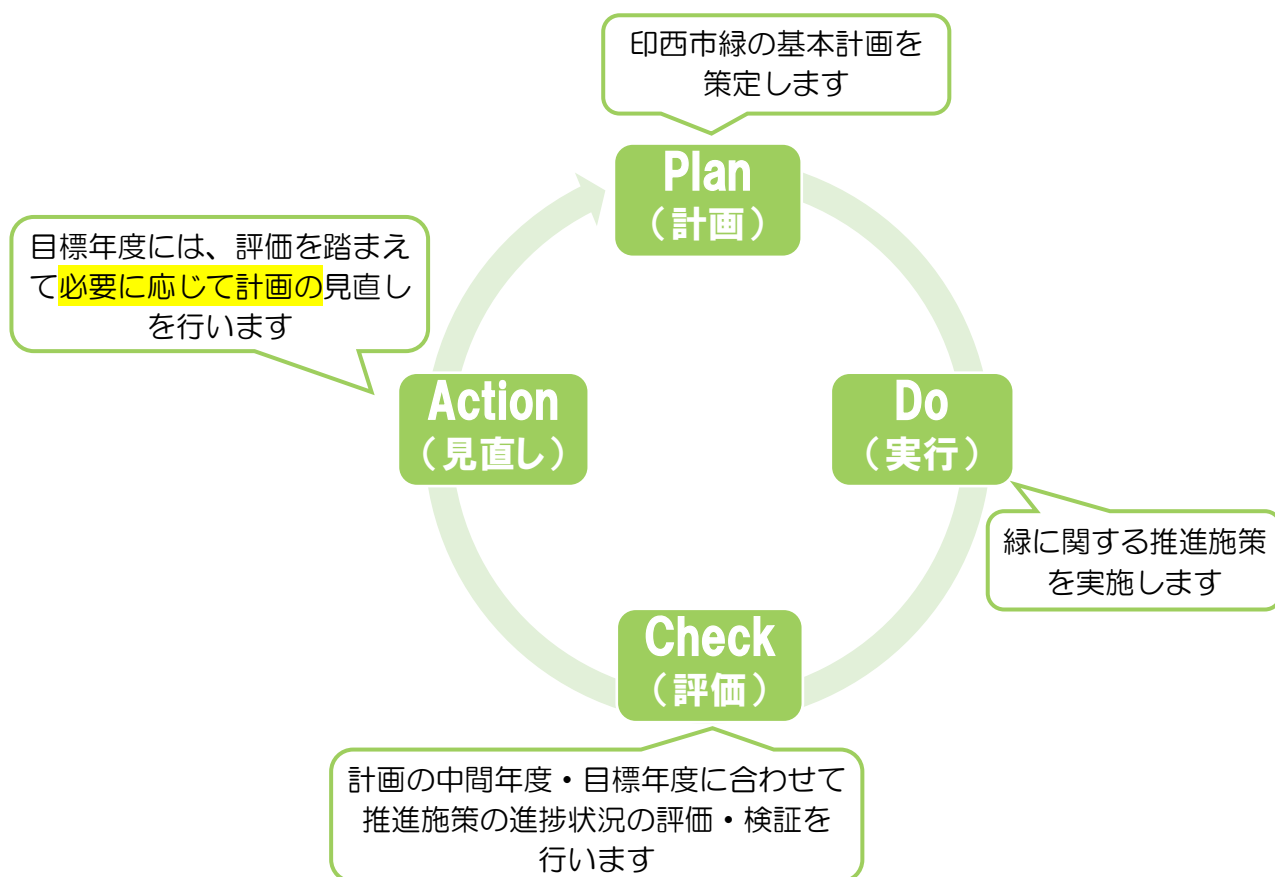 印西市緑の基本計画を
策定します
Plan
（計画）
目標年度には、評価を踏まえ
て必要に応じて計画の見直し
を行います
Action
（見直し）
Do
（実行）
緑に関する推進施策
を実施します
Check
（評価）
計画の中間年度・目標年度に合わせて
推進施策の進捗状況の評価・検証を
行います